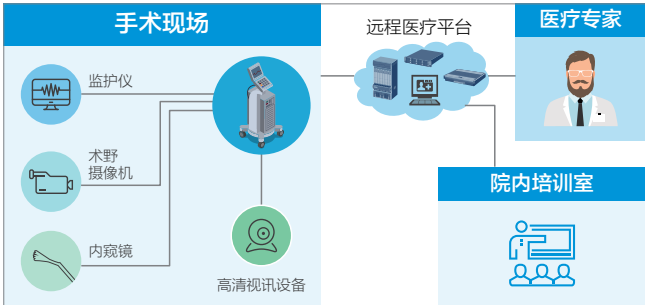 手术现场
远程医疗平台
医疗专家
监护仪
术野
摄像机
内窥镜
高清视讯设备
院内培训室